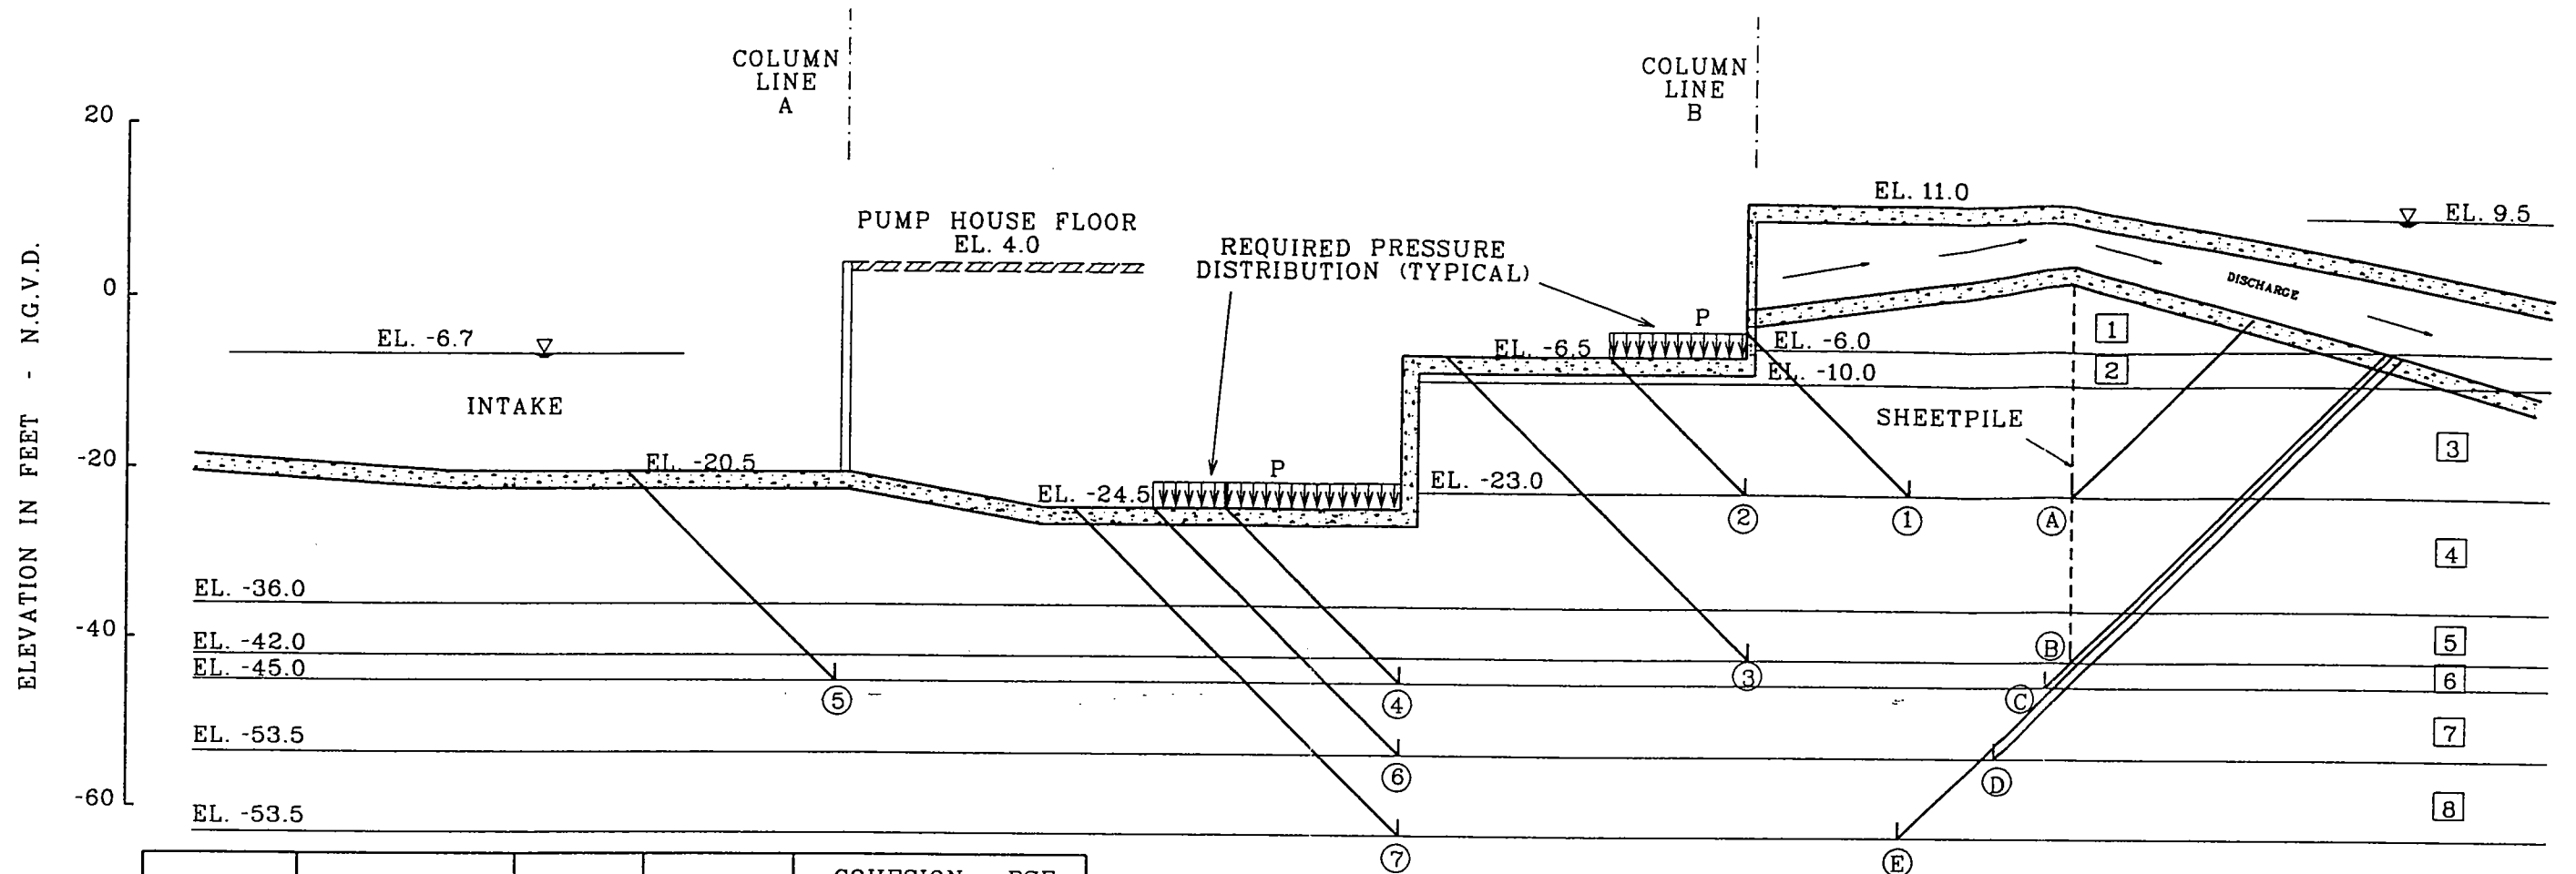 COLUMN
LINE
A
COLUMN
LINE
B
20
0
-20
-40
-60
ELEVATION IN FEET - N.G.V.D.
PUMP HOUSE FLOOR
EL. 4.0
REQUIRED PRESSURE
DISTRIBUTION (TYPICAL)
EL. 11.0
EL. 9.5
DISCHARGE
EL. -6.7
INTAKE
P
EL. -6.5
EL. -6.0
EL. -10.0
1
2
SHEETPILE
3
EL. -20.5
EL. -24.5
P
EL. -23.0
2
1
A
4
EL. -36.0
EL. -42.0
EL. -45.0
5
4
3
B
C
5
6
EL. -53.5
6
D
7
EL. -53.5
7
E
8
COHESION - PSF